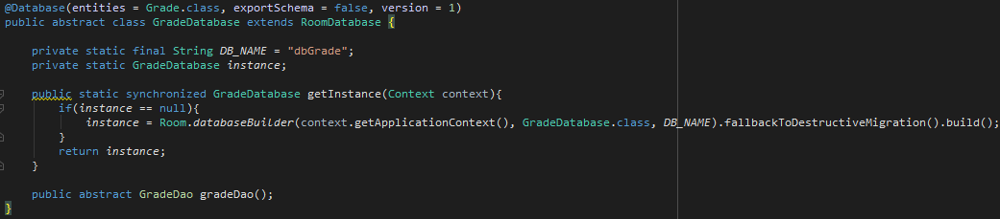 @Database(entities = Grade.class, exportSchema = false, version = 1)
public abstract class GradeDatabase extends RoomDatabase {
private static final String DB_NAME = "dbGrade";
private static GradeDatabase instance;
public static synchronized GradeDatabase getInstance(Context context){
if(instance == null){
instance = Room.databaseBuilder(context.getApplicationContext(), GradeDatabase.class, DB_NAME).fallbackToDestructiveMigration().build();
}
return instance;
}
public abstract GradeDao gradeDao();
}